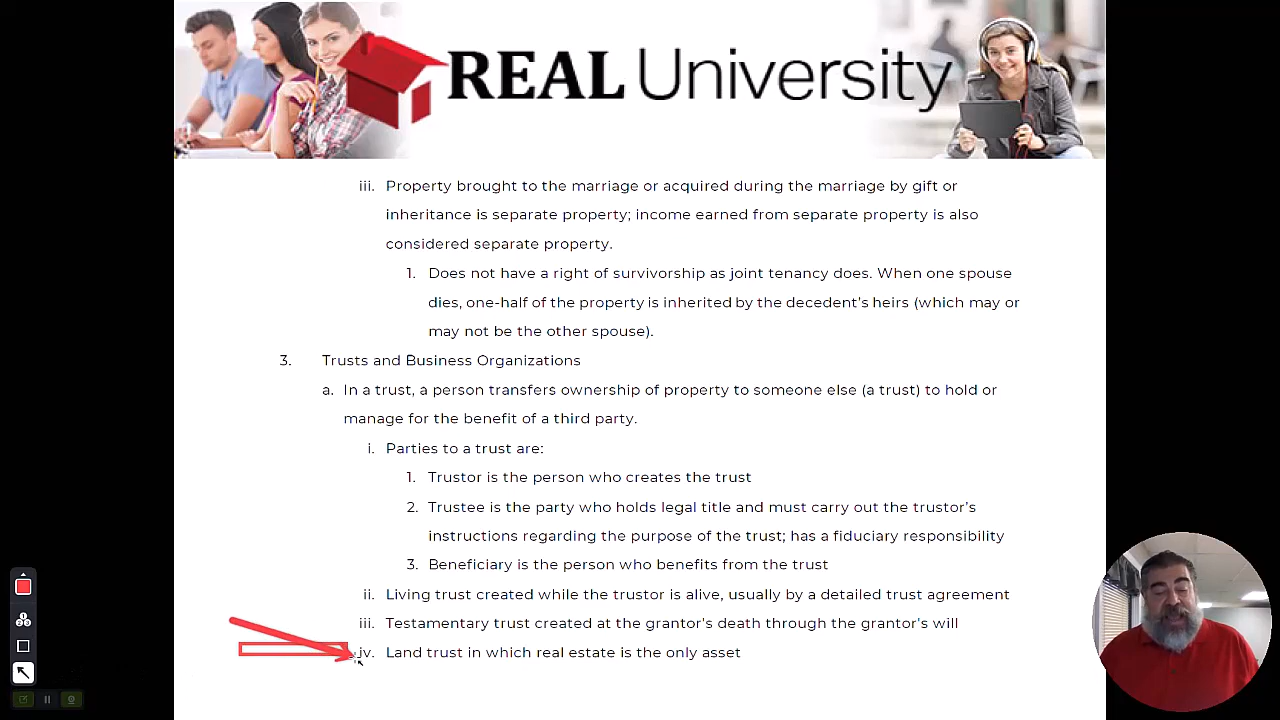 REAL University
iii. Property brought to the marriage or acquired during the marriage by gift or
inheritance is separate property; income earned from separate property is also
considered separate property.
1. Does not have a right of survivorship as joint tenancy does. When one spouse
dies, one-half of the property is inherited by the decedent's heirs (which may or
may not be the other spouse).
3. Trusts and Business Organizations
a. In a trust, a person transfers ownership of property to someone else (a trust) to hold or
manage for the benefit of a third party.
i. Parties to a trust are:
1. Trustor is the person who creates the trust
2. Trustee is the party who holds legal title and must carry out the trustor's
instructions regarding the purpose of the trust; has a fiduciary responsibility
3. Beneficiary is the person who benefits from the trust
ii. Living trust created while the trustor is alive, usually by a detailed trust agreement
iii. Testamentary trust created at the grantor's death through the grantor's will
iv. Land trust in which real estate is the only asset